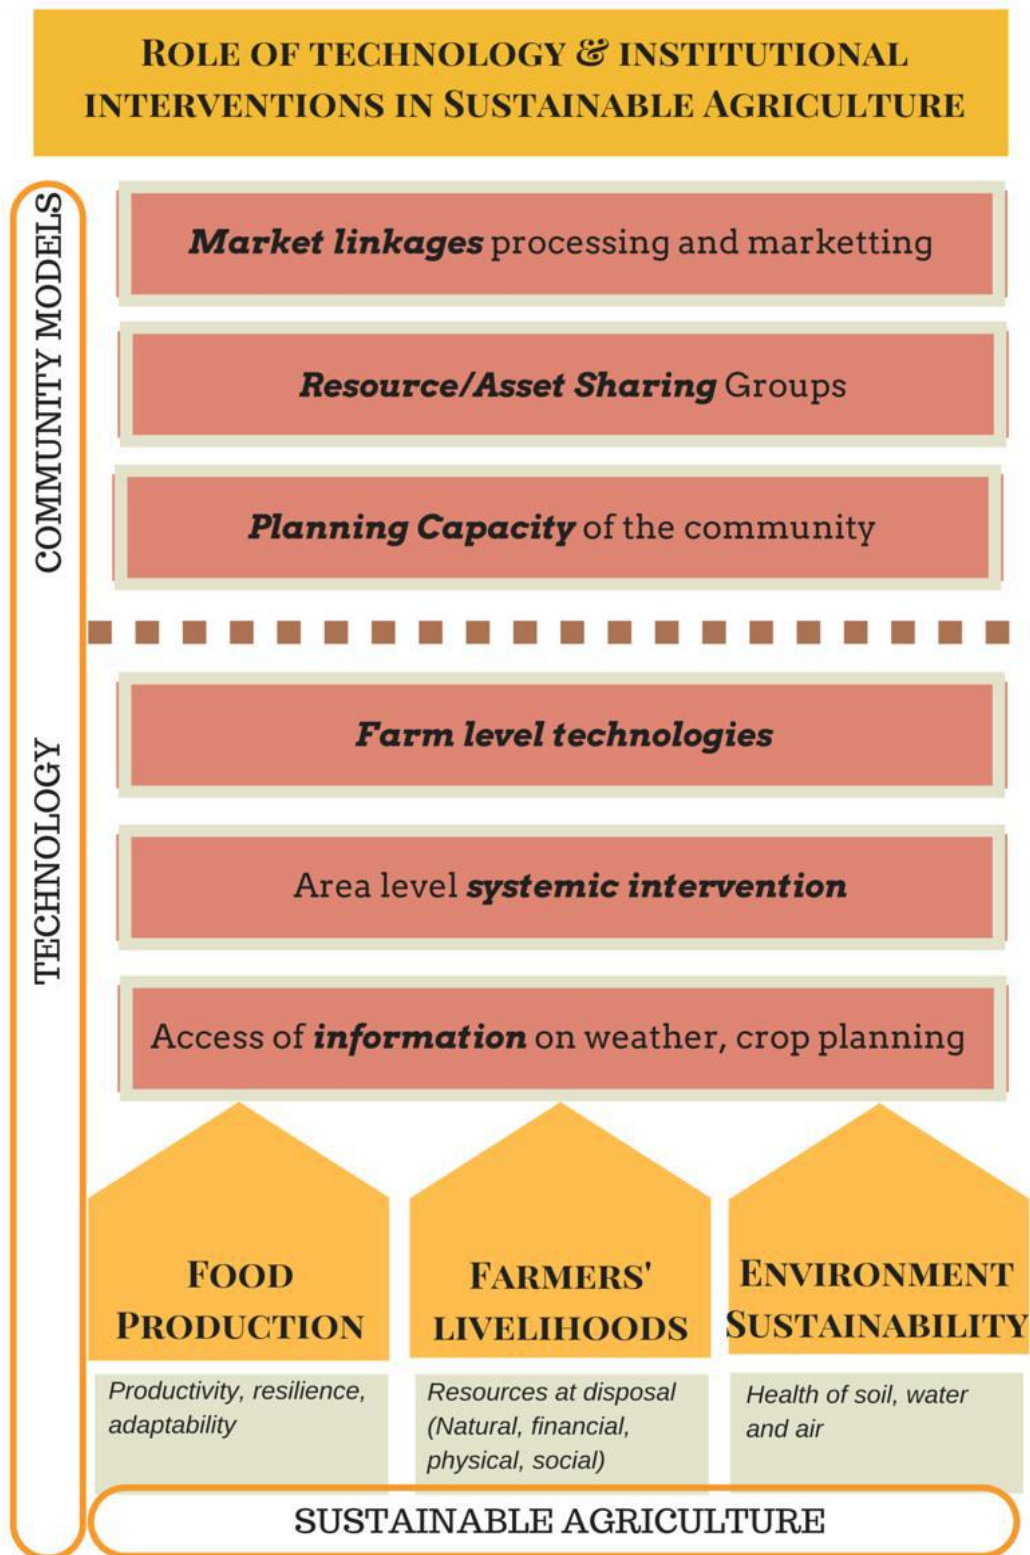 ROLE OF TECHNOLOGY & INSTITUTIONAL
INTERVENTIONS IN SUSTAINABLE AGRICULTURE
COMMUNITY MODELS
Market linkages processing and marketting
Resource/Asset Sharing Groups
Planning Capacity of the community
TECHNOLOGY
Farm level technologies
Area level systemic intervention
Access of information on weather, crop planning
FOOD
PRODUCTION
Productivity, resilience,
adaptability
FARMERS'
LIVELIHOODS
Resources at disposal
(Natural, financial,
physical, social)
ENVIRONMENT
SUSTAINABILITY
Health of soil, water
and air
SUSTAINABLE AGRICULTURE